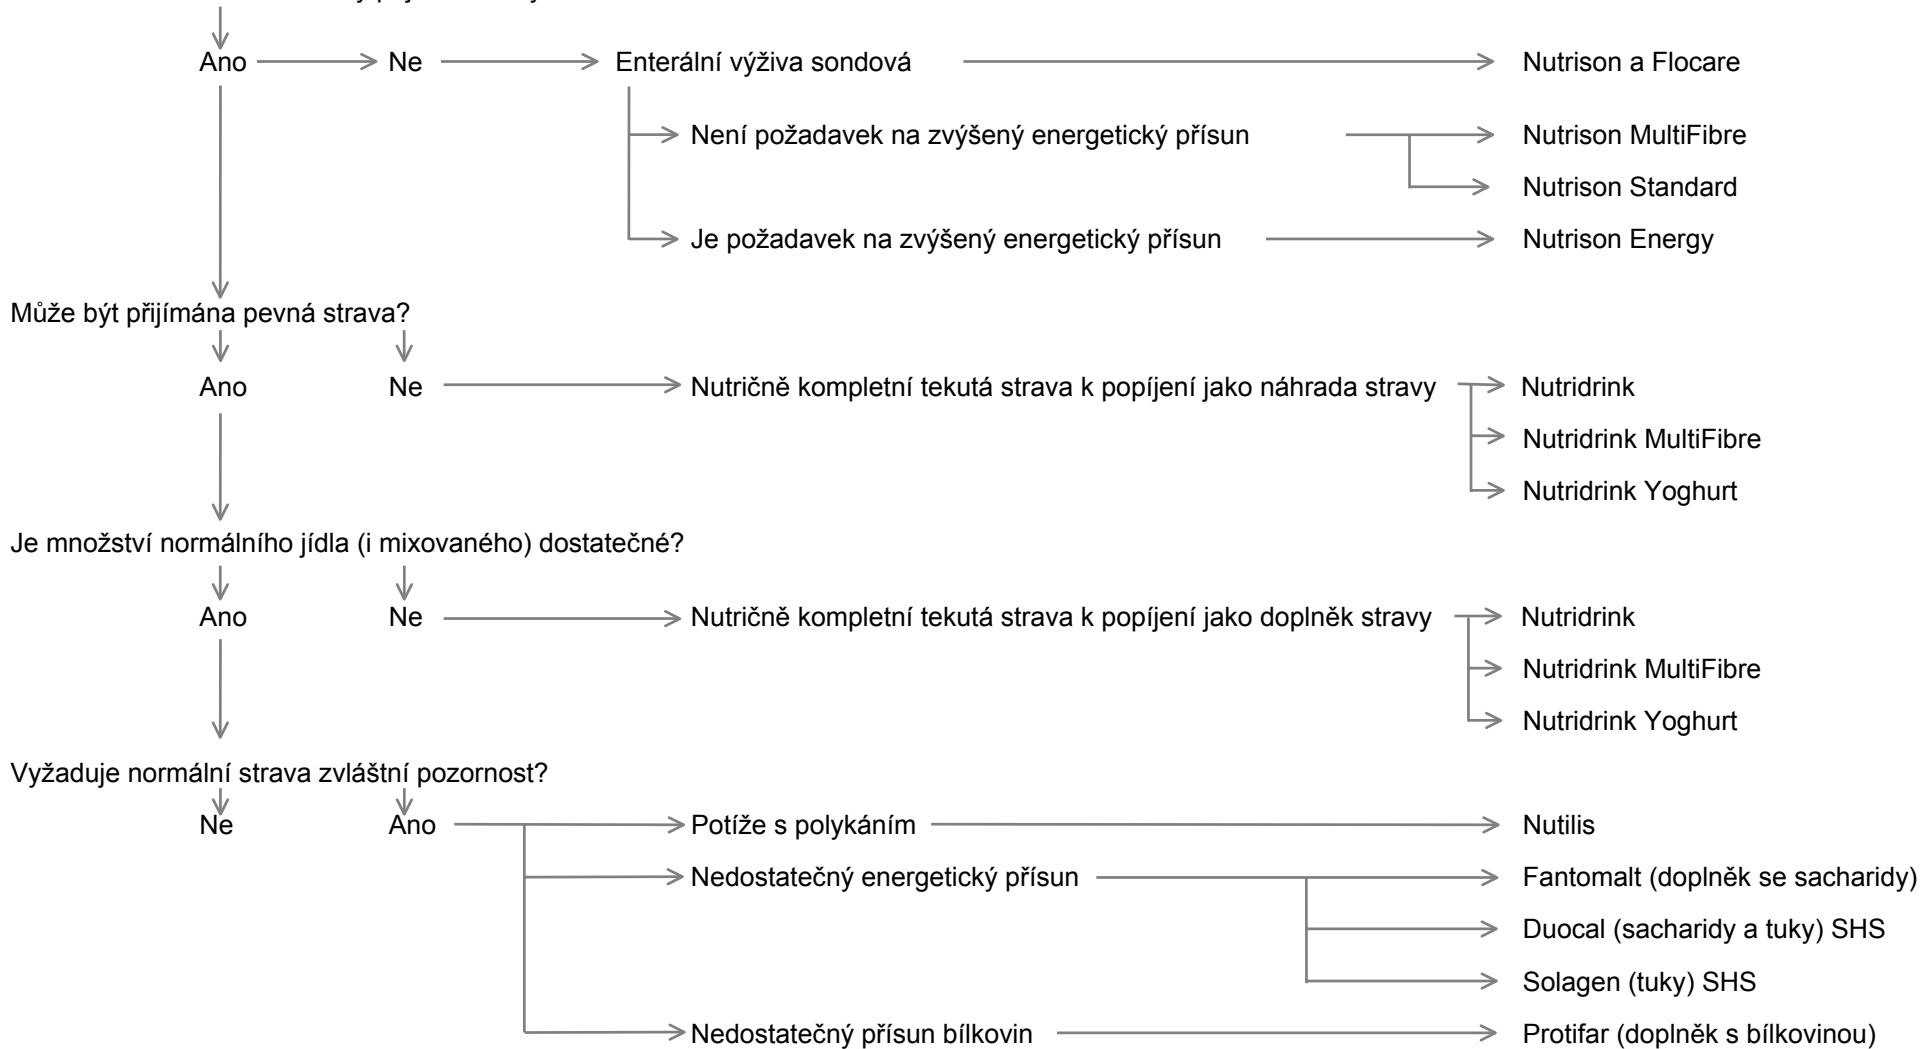 Ano Ne Enterální výživa sondová Nutrison a Flocare
Není požadavek na zvýšený energetický přísun Nutrison MultiFibre
Nutrison Standard
Je požadavek na zvýšený energetický přísun Nutrison Energy
Může být přijímána pevná strava?
Ano Ne Nutričně kompletní tekutá strava k popíjení jako náhrada stravy Nutridrink
Nutridrink MultiFibre
Nutridrink Yoghurt
Je množství normálního jídla (i mixovaného) dostatečné?
Ano Ne Nutričně kompletní tekutá strava k popíjení jako doplněk stravy Nutridrink
Nutridrink MultiFibre
Nutridrink Yoghurt
Vyžaduje normální strava zvláštní pozornost?
Ne Ano Potíže s polykáním Nutilis
Nedostatečný energetický přísun Fantomalt (doplněk se sacharidy)
Duocal (sacharidy a tuky) SHS
Solagen (tuky) SHS
Nedostatečný přísun bílkovin Protifar (doplněk s bílkovinou)